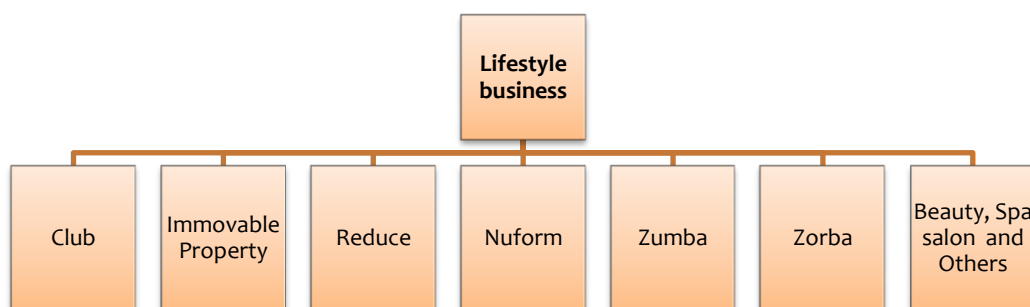 Lifestyle
business
Club
Immovable
Property
Reduce
Nuform
Zumba
Zorba
Beauty, Spa
salon and
Others